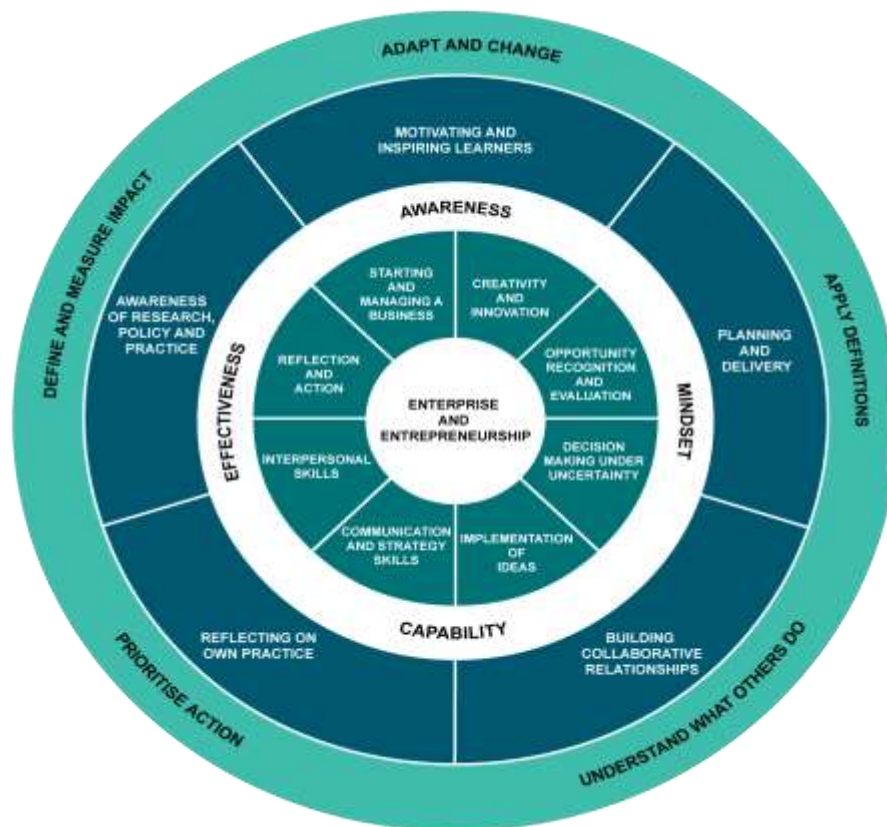 ADAPT AND CHANGE
MOTIVATING AND
INSPIRING LEARNERS
DEFINE AND MEASURE IMPACT
AWARENESS
STARTING
AND
MANAGING A
BUSINESS
CREATIVITY
AND
INNOVATION
AWARENESS
OF RESEARCH,
POLICY AND
PRACTICE
PLANNING
AND
DELIVERY
APPLY DEFINITIONS
EFFECTIVENESS
REFLECTION
AND
ACTION
OPPORTUNITY
RECOGNITION
AND
EVALUATION
MINDSET
ENTERPRISE
AND
ENTREPRENEURSHIP
INTERPERSONAL
SKILLS
DECISION
MAKING UNDER
UNCERTAINTY
COMMUNICATION
AND STRATEGY
SKILLS
IMPLEMENTATION
OF
IDEAS
CAPABILITY
REFLECTING ON
OWN PRACTICE
BUILDING
COLLABORATIVE
RELATIONSHIPS
PRIORITISE ACTION
UNDERSTAND WHAT OTHERS DO